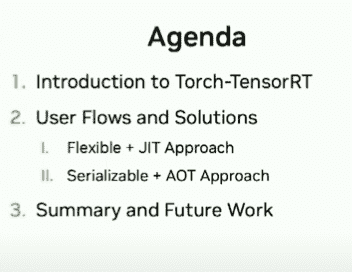 Agenda
1. Introduction to Torch-TensorRT
2. User Flows and Solutions
I. Flexible + JIT Approach
II. Serializable + AOT Approach
3. Summary and Future Work